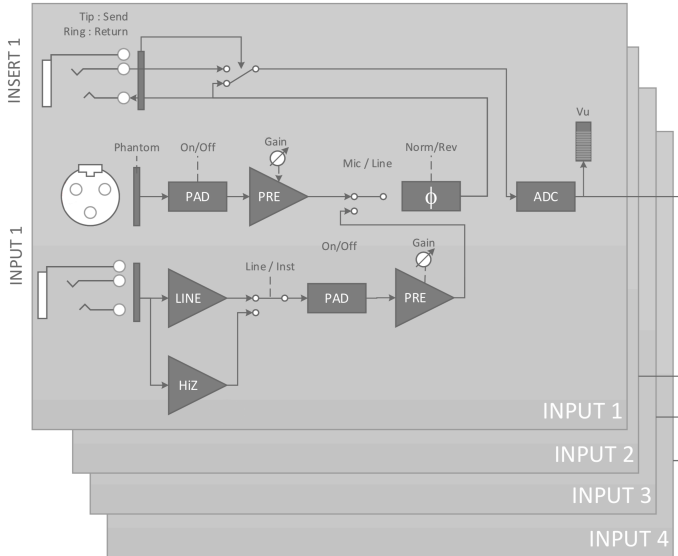 Tip : Send
Ring : Return
INSERT 1
Vu
Phantom
On/Off
Gain
Mic / Line
Norm/Rev
PAD
PRE
ϕ
ADC
INPUT 1
Line / Inst
On/Off
Gain
LINE
PAD
PRE
HiZ
INPUT 1
INPUT 2
INPUT 3
INPUT 4